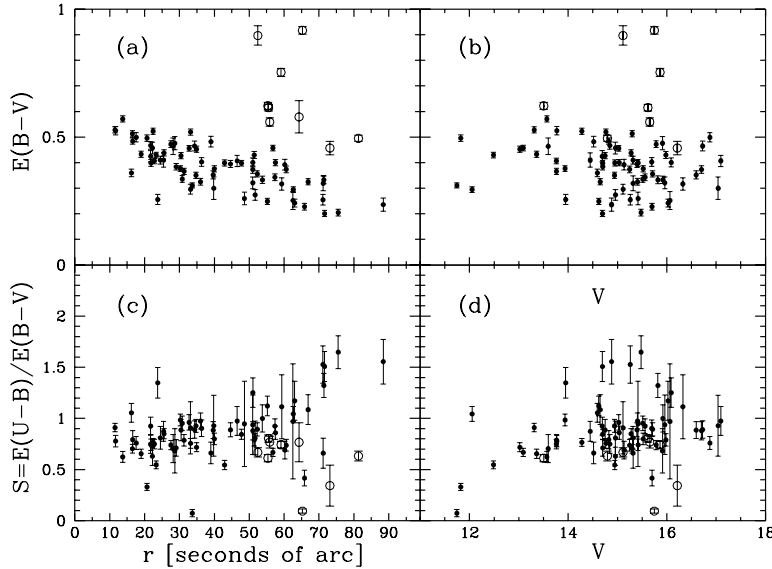 1
(a)
(b)
E(B−V)
0.5
0
(c)
V
(d)
2
S=E(U−B)/E(B−V)
1.5
1
0.5
0
0 10 20 30 40 50 60 70 80 90
12 14 16 18
r [seconds of arc]
V